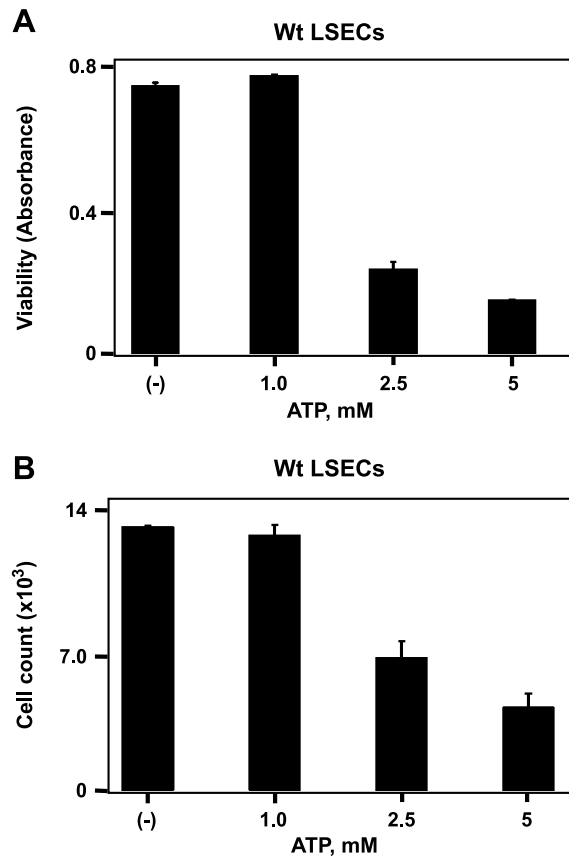 A
Wt LSECs
Viability (Absorbance)
0.8
0.4
0
(-) 1.0 2.5 5
ATP, mM
B
Wt LSECs
Cell count (x10³)
14
7.0
0
(-) 1.0 2.5 5
ATP, mM